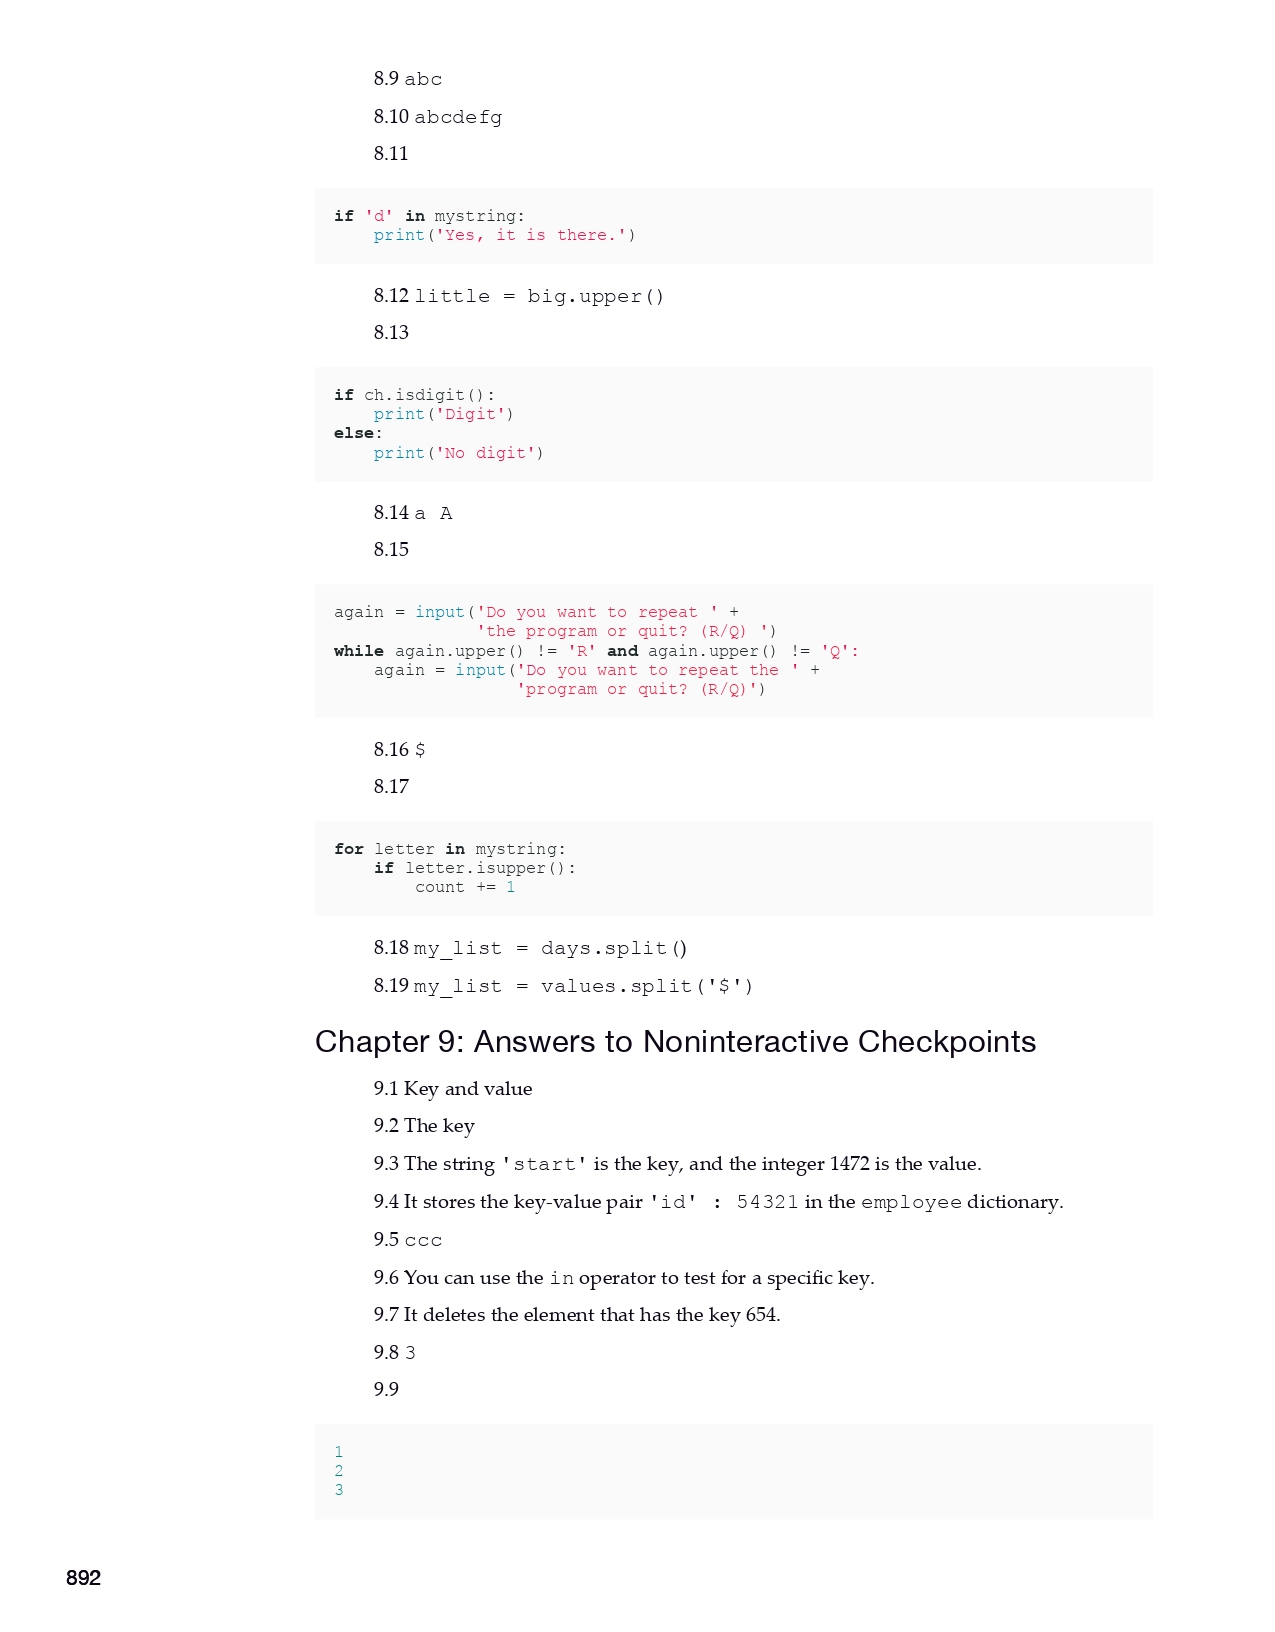 8.9 abc
8.10 abcdefg
8.11
if 'd' in mystring:
    print('Yes, it is there.')
8.12 little = big.upper()
8.13
if ch.isdigit():
    print('Digit')
else:
    print('No digit')
8.14 a A
8.15
again = input('Do you want to repeat ' +
              'the program or quit? (R/Q) ')
while again.upper() != 'R' and again.upper() != 'Q':
    again = input('Do you want to repeat the ' +
                  'program or quit? (R/Q)')
8.16 $
8.17
for letter in mystring:
    if letter.isupper():
        count += 1
8.18 my_list = days.split()
8.19 my_list = values.split('$')
Chapter 9: Answers to Noninteractive Checkpoints
9.1 Key and value
9.2 The key
9.3 The string 'start' is the key, and the integer 1472 is the value.
9.4 It stores the key-value pair 'id' : 54321 in the employee dictionary.
9.5 ccc
9.6 You can use the in operator to test for a specific key.
9.7 It deletes the element that has the key 654.
9.8 3
9.9
1
2
3
892